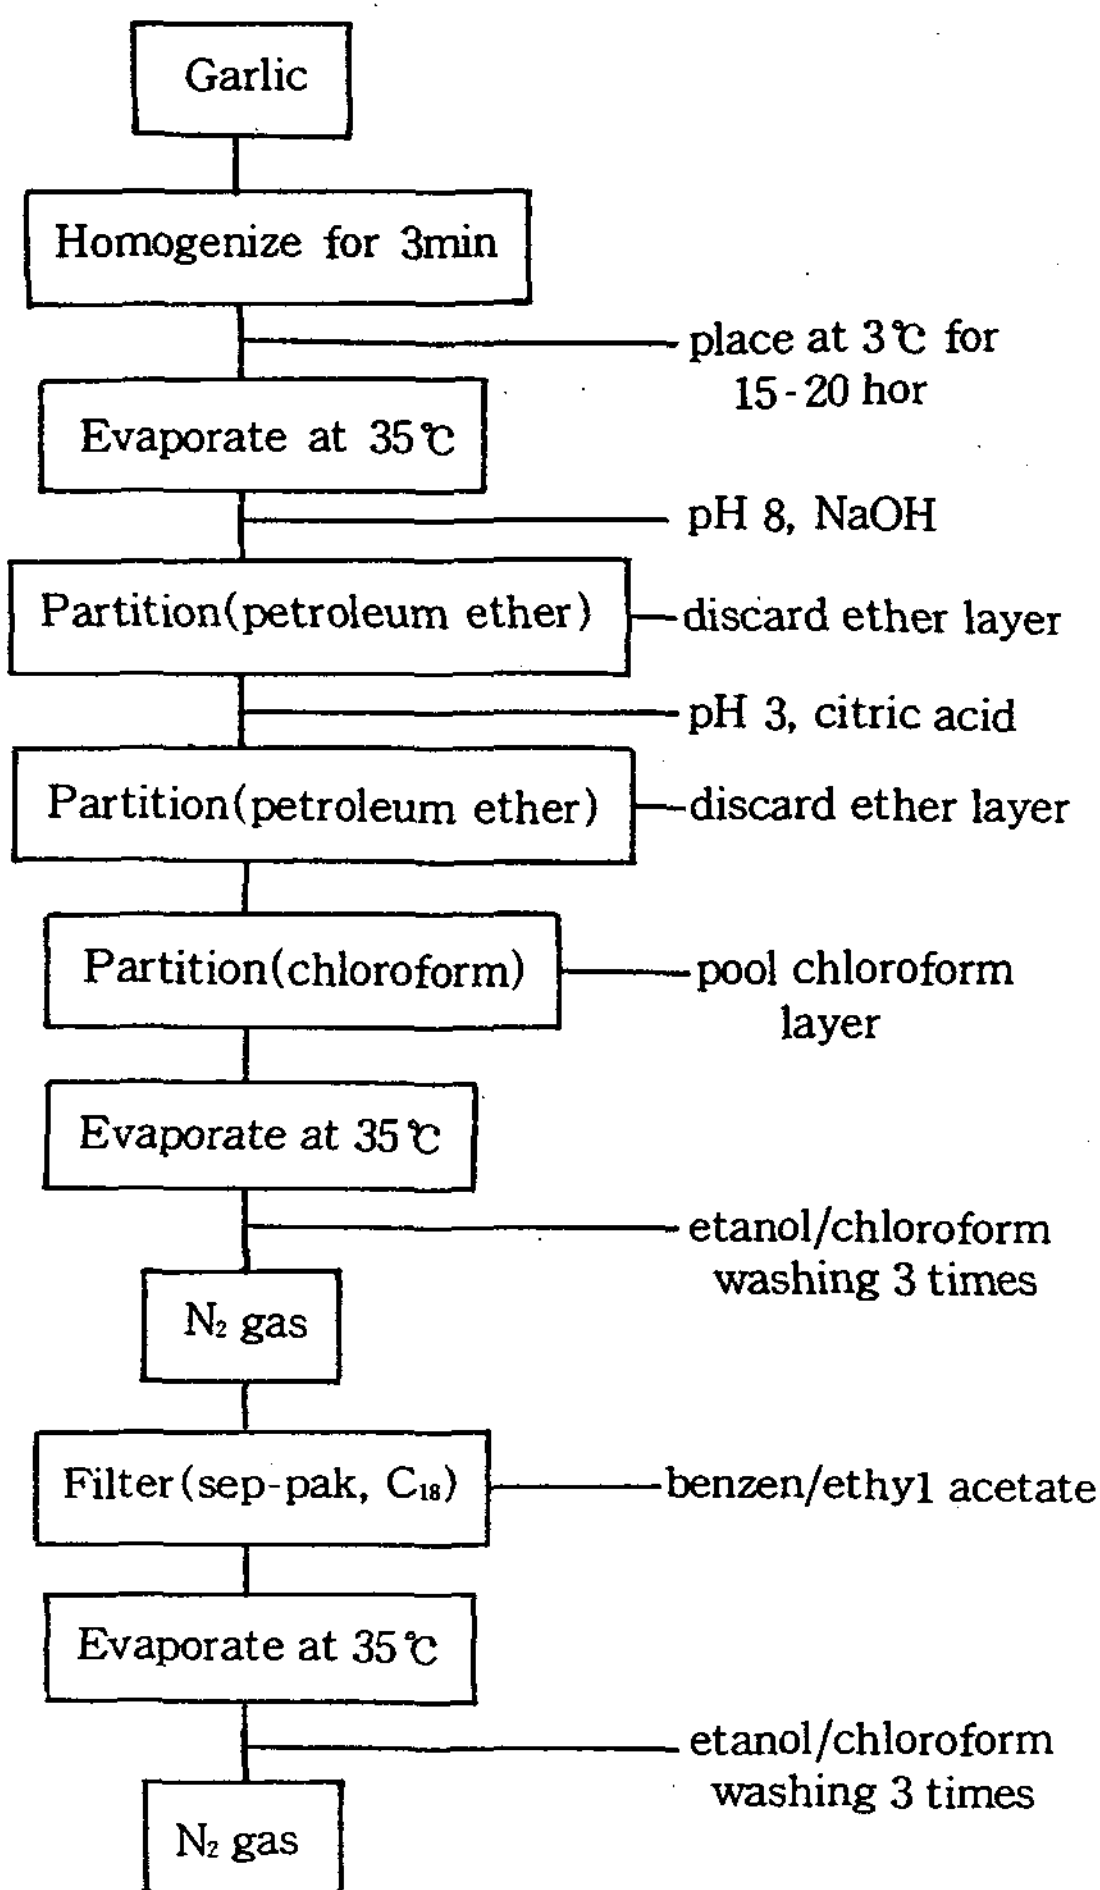 Garlic
Homogenize for 3min
place at 3℃ for
15-20 hor
Evaporate at 35℃
pH 8, NaOH
Partition(petroleum ether)
discard ether layer
pH 3, citric acid
Partition(petroleum ether)
discard ether layer
Partition(chloroform)
pool chloroform
layer
Evaporate at 35℃
etanol/chloroform
washing 3 times
N₂ gas
Filter(sep-pak, C₁₈)
benzen/ethyl acetate
Evaporate at 35℃
etanol/chloroform
washing 3 times
N₂ gas